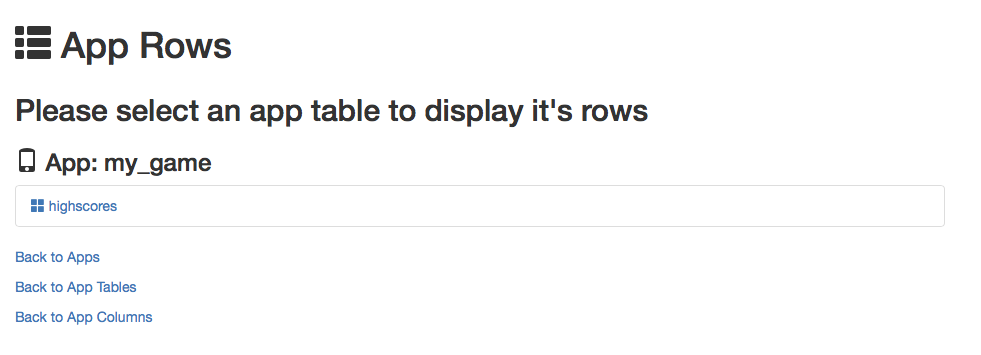 App Rows
Please select an app table to display it's rows
App: my_game
highscores
Back to Apps
Back to App Tables
Back to App Columns